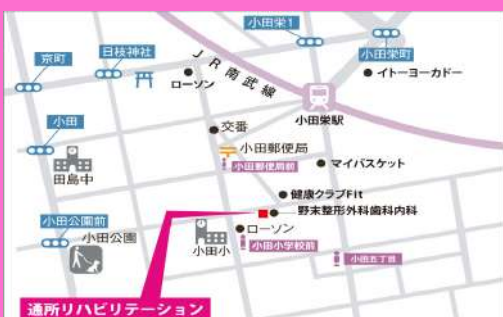 小田栄1
京町
日枝神社
JR南武線
小田栄町
ローソン
イトーヨーカドー
小田栄駅
小田
交番
小田郵便局
田島中
小田郵便局前
マイバスケット
健康クラブFit
野末整形外科歯科内科
小田公園前
小田公園
小田小
ローソン
小田小学校前
小田五丁目
通所リハビリテーション